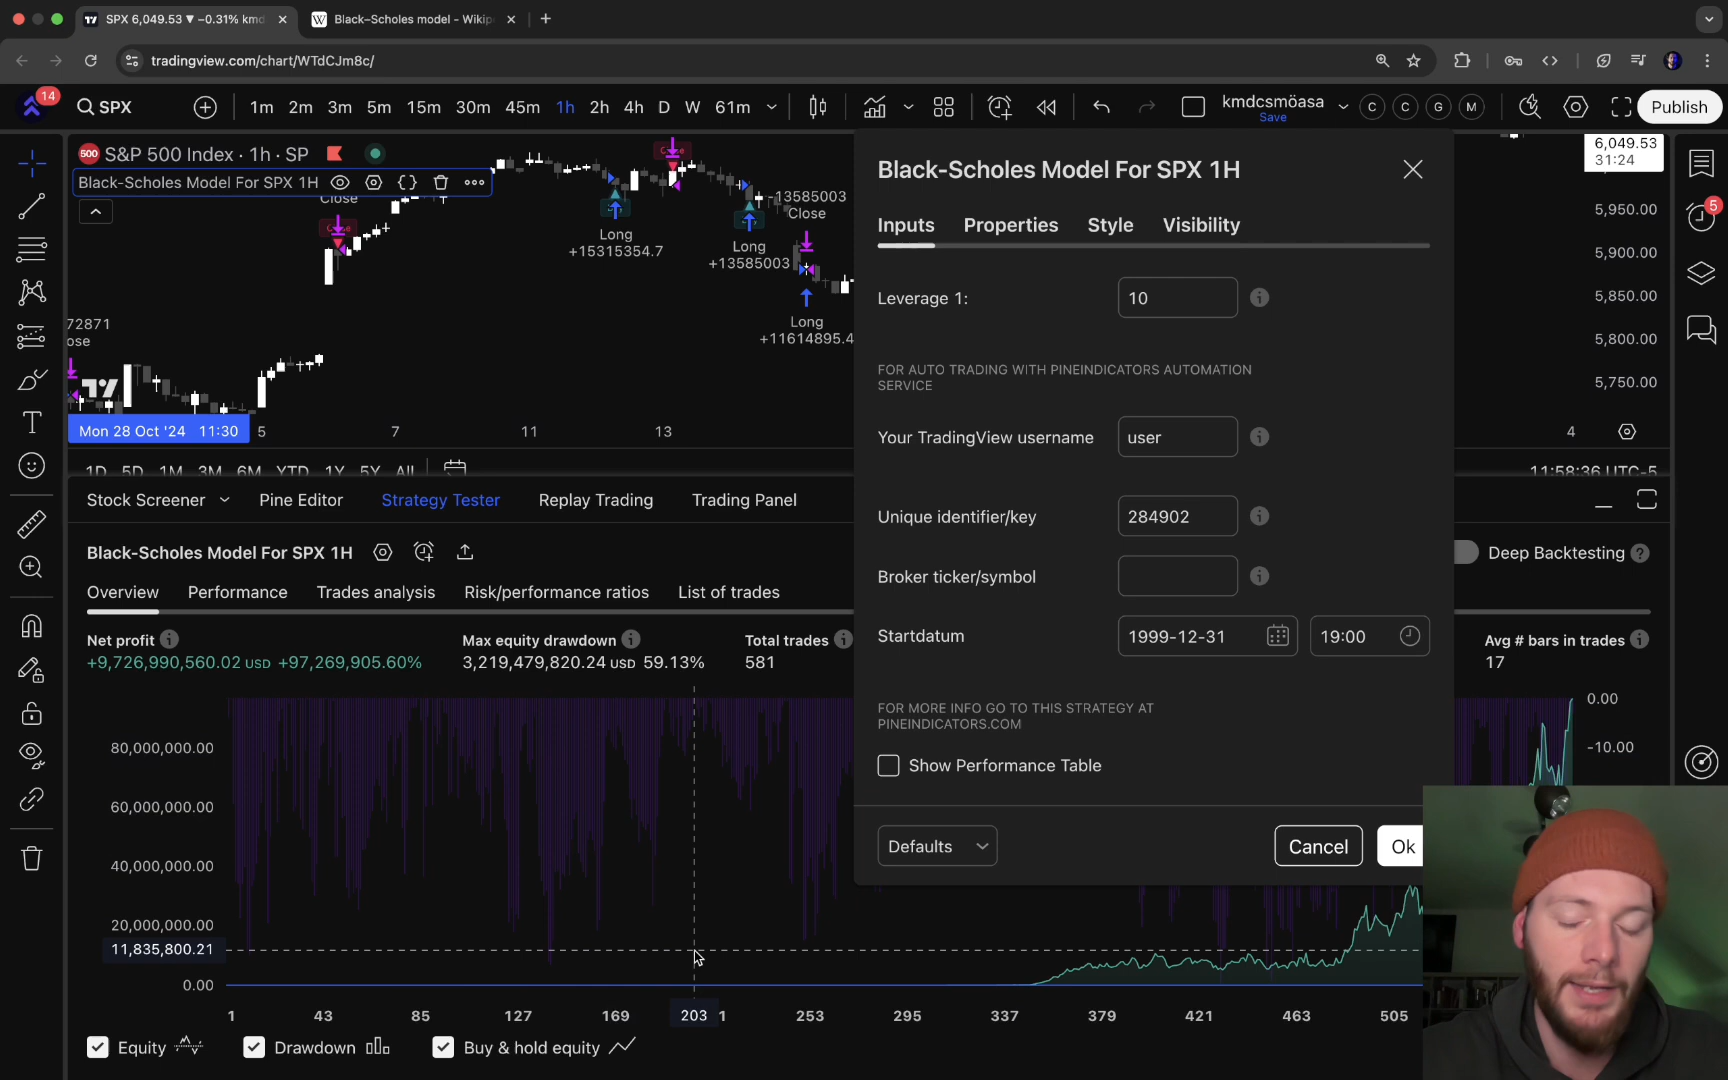 SPX 6,049.53 ▼ −0.31% kmd
Black–Scholes model - Wikip
tradingview.com/chart/WTdCJm8c/
14
SPX
1m 2m 3m 5m 15m 30m 45m 1h 2h 4h D W 61m
kmdcsmöasa
Save
C C G M
Publish
500 S&P 500 Index · 1h · SP
Black-Scholes Model For SPX 1H
Close
Long
+15315354.7
Long
+13585003
-13585003
Close
Long
+11614895.4
72871
ose
Mon 28 Oct '24 11:30
5 7 11 13 4
6,049.53
31:24
5,950.00
5,900.00
5,850.00
5,800.00
5,750.00
5
1D 5D 1M 3M 6M YTD 1Y 5Y All
11:58:36 UTC-5
Stock Screener Pine Editor Strategy Tester Replay Trading Trading Panel
Black-Scholes Model For SPX 1H
Deep Backtesting
Overview Performance Trades analysis Risk/performance ratios List of trades
Net profit
+9,726,990,560.02 USD +97,269,905.60%
Max equity drawdown
3,219,479,820.24 USD 59.13%
Total trades
581
Avg # bars in trades
17
80,000,000.00
60,000,000.00
40,000,000.00
20,000,000.00
11,835,800.21
0.00
0.00
-10.00
1 43 85 127 169 203 1 253 295 337 379 421 463 505
Equity Drawdown Buy & hold equity
Black-Scholes Model For SPX 1H
Inputs Properties Style Visibility
Leverage 1: 10
FOR AUTO TRADING WITH PINEINDICATORS AUTOMATION
SERVICE
Your TradingView username user
Unique identifier/key 284902
Broker ticker/symbol
Startdatum 1999-12-31 19:00
FOR MORE INFO GO TO THIS STRATEGY AT
PINEINDICATORS.COM
Show Performance Table
Defaults Cancel Ok